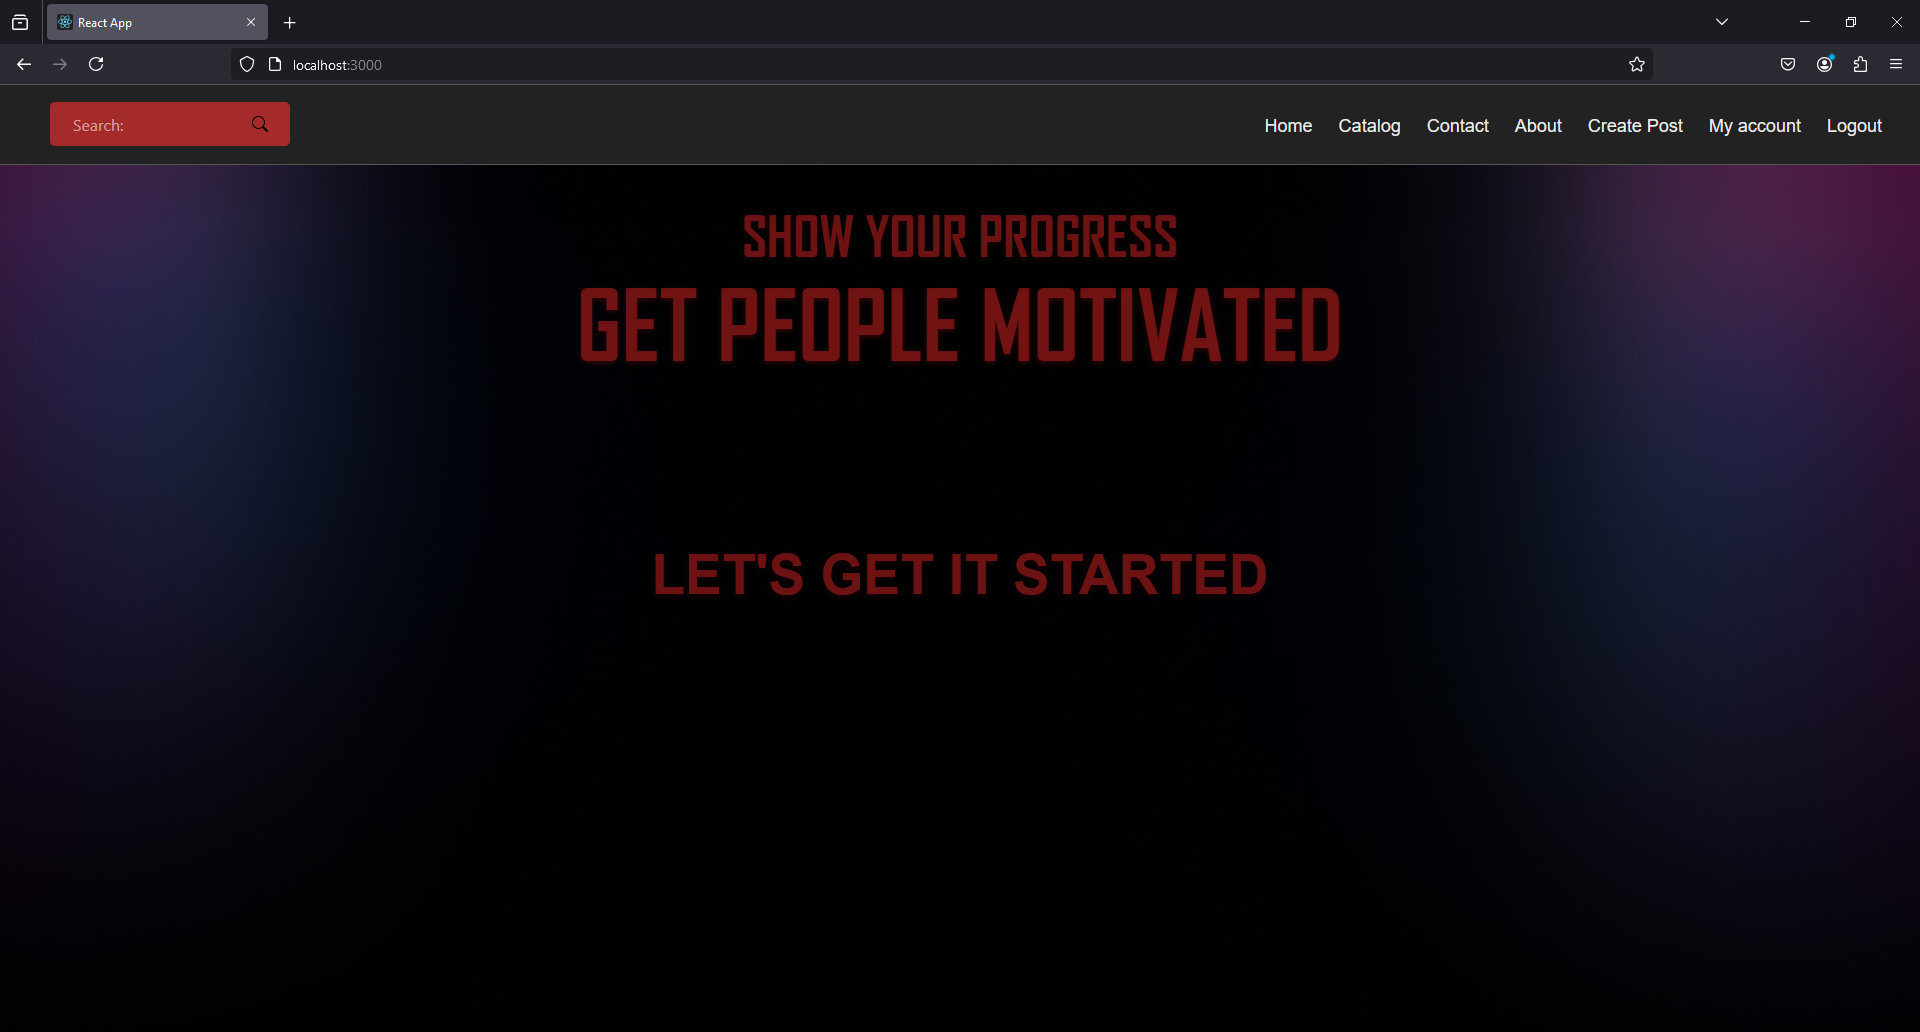 React App
localhost:3000
Search:
Home Catalog Contact About Create Post My account Logout
SHOW YOUR PROGRESS
GET PEOPLE MOTIVATED
LET'S GET IT STARTED